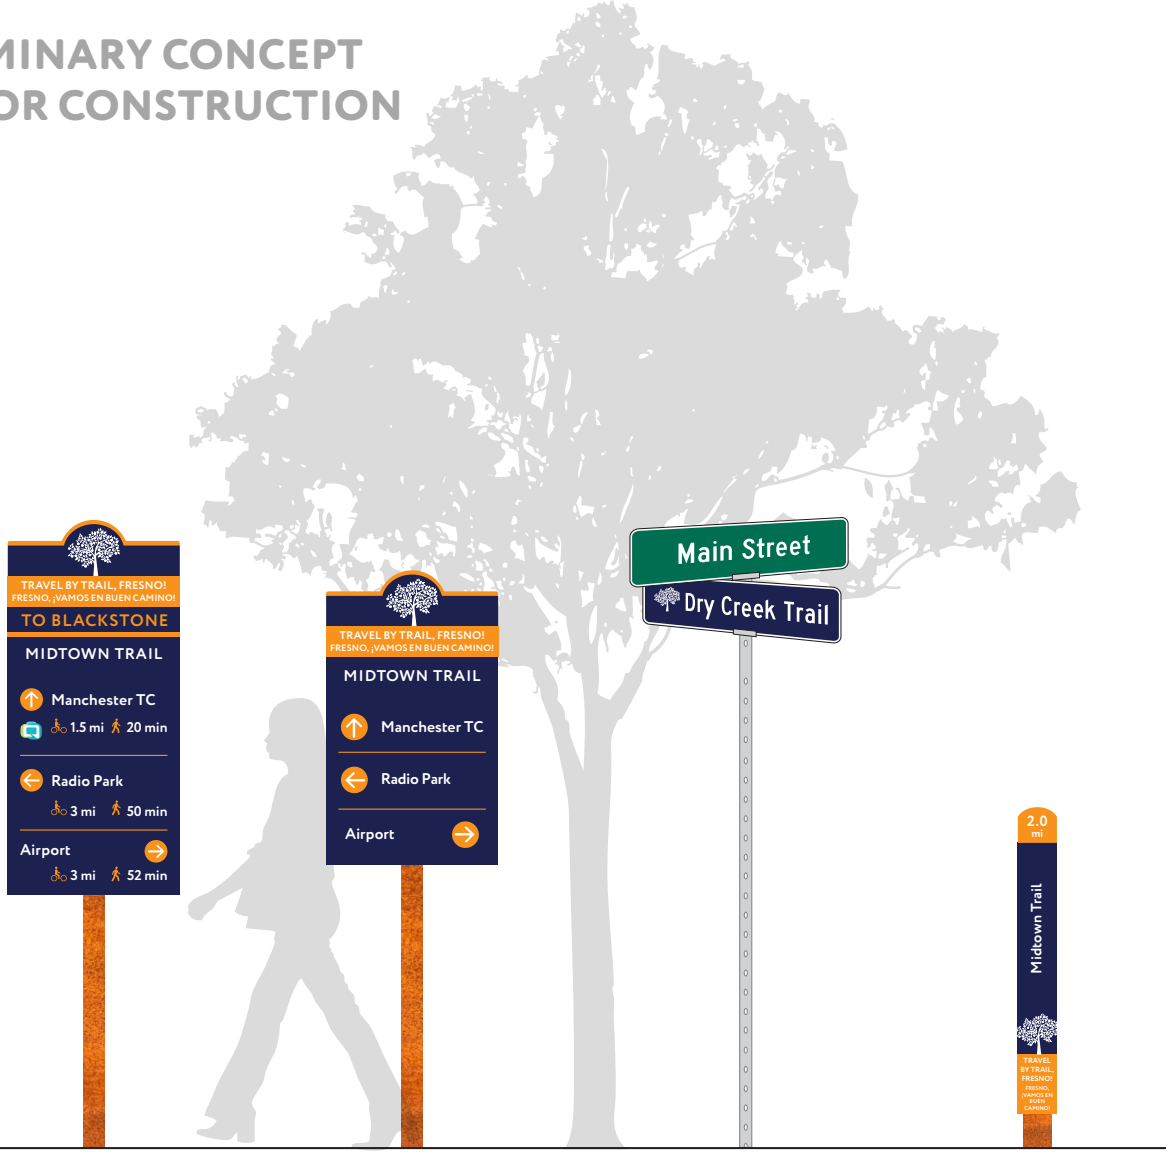 MINARY CONCEPT
OR CONSTRUCTION
TRAVEL BY TRAIL, FRESNO!
FRESNO, ¡VAMOS EN BUEN CAMINO!
TO BLACKSTONE
MIDTOWN TRAIL
Manchester TC
1.5 mi 20 min
Radio Park
3 mi 50 min
Airport
3 mi 52 min
TRAVEL BY TRAIL, FRESNO!
FRESNO, ¡VAMOS EN BUEN CAMINO!
MIDTOWN TRAIL
Manchester TC
Radio Park
Airport
Main Street
Dry Creek Trail
2.0
mi
Midtown Trail
TRAVEL
BY TRAIL,
FRESNO!
FRESNO,
¡VAMOS EN
BUEN
CAMINO!